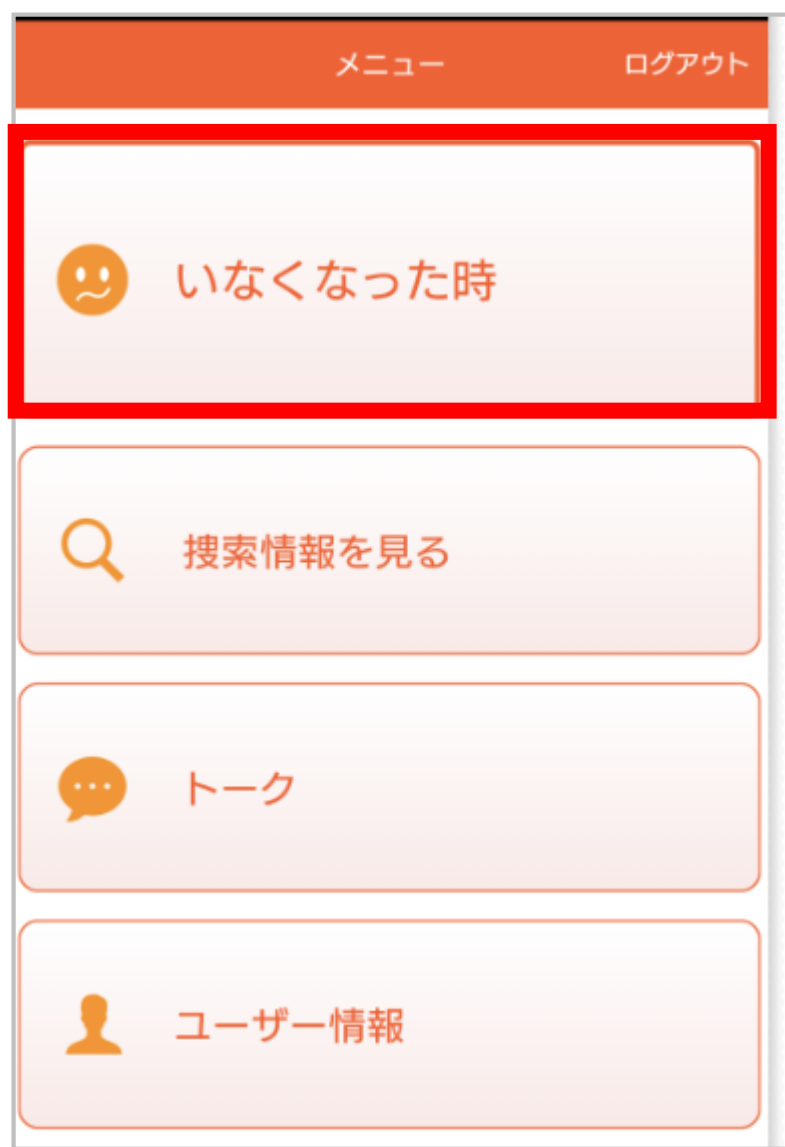 メニュー ログアウト
いなくなった時
捜索情報を見る
トーク
ユーザー情報